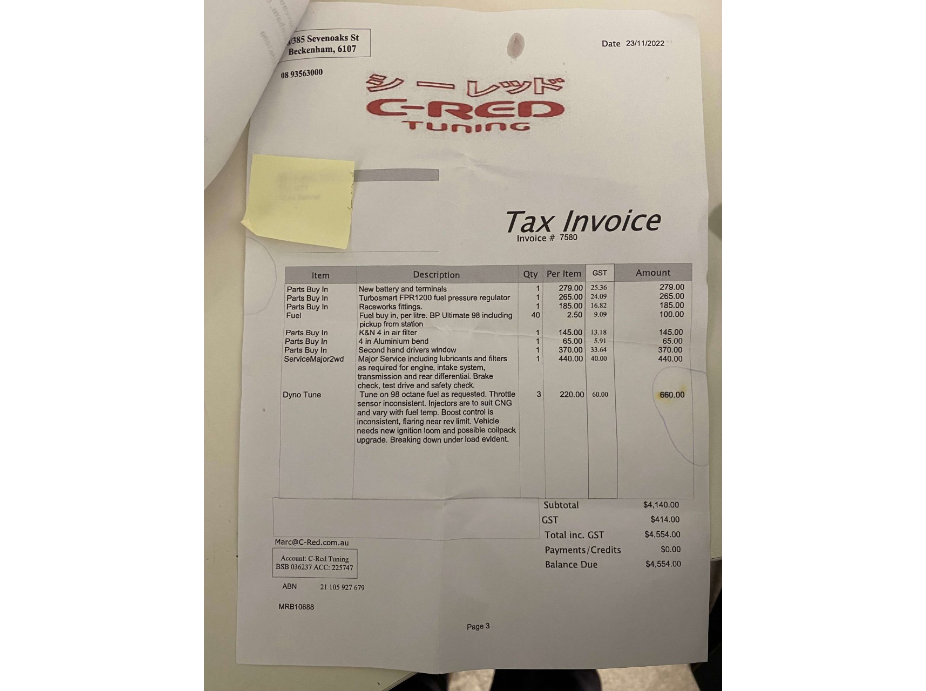 385 Sevenoaks St
Beckenham, 6107
08 93563000
Date 23/11/2022
シーレッド
C-RED
TUNING
Tax Invoice
Invoice # 7580
Item Description Qty Per Item GST Amount
Parts Buy In New battery and terminals 1 279.00 25.36 279.00
Parts Buy In Turbosmart FPR1200 fuel pressure regulator 1 265.00 24.09 265.00
Parts Buy In Raceworks fittings. 1 185.00 16.82 185.00
Fuel Fuel buy in, per litre. BP Ultimate 98 including 40 2.50 9.09 100.00
pickup from station
Parts Buy In K&N 4 in air filter 1 145.00 13.18 145.00
Parts Buy In 4 in Aluminium bend 1 65.00 5.91 65.00
Parts Buy In Second hand drivers window 1 370.00 33.64 370.00
ServiceMajor2wd Major Service including lubricants and filters 1 440.00 40.00 440.00
as required for engine, intake system,
transmission and rear differential. Brake
check, test drive and safety check.
Dyno Tune Tune on 98 octane fuel as requested. Throttle 3 220.00 60.00 660.00
sensor inconsistent. Injectors are to suit CNG
and vary with fuel temp. Boost control is
inconsistent, flaring near rev limit. Vehicle
needs new ignition loom and possible coilpack
upgrade. Breaking down under load evident.
Subtotal $4,140.00
GST $414.00
Total inc. GST $4,554.00
Payments/Credits $0.00
Balance Due $4,554.00
Marc@C-Red.com.au
Account: C-Red Tuning
BSB 036237 ACC: 225747
ABN 21 105 927 679
MRB10668
Page 3